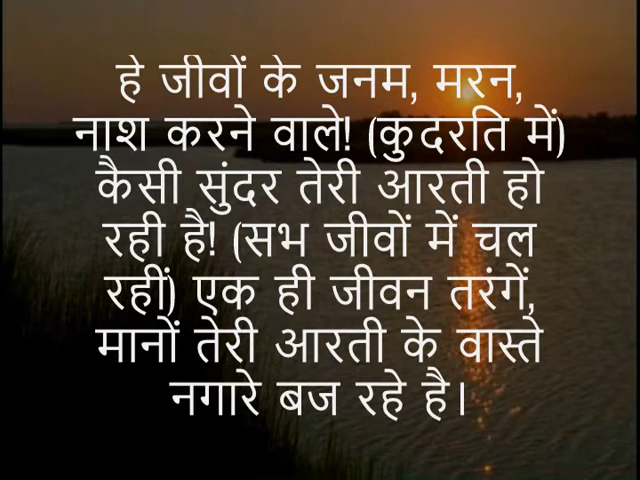 हे जीवों के जनम, मरन,
नाश करने वाले! (कुदरति में)
कैसी सुंदर तेरी आरती हो
रही है! (सभ जीवों में चल
रहीं) एक ही जीवन तरंगें,
मानों तेरी आरती के वास्ते
नगारे बज रहे है।